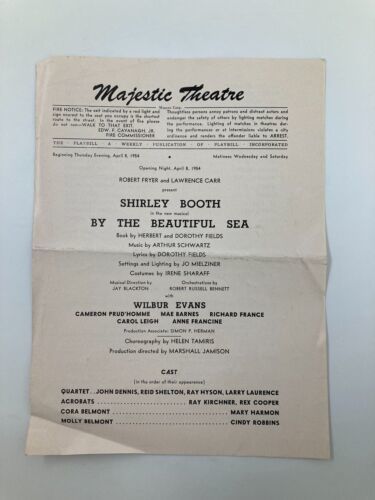 Majestic Theatre
FIRE NOTICE: The exit indicated by a red light and
sign nearest to the seat you occupy is the shortest
route to the street. In the event of fire please
do not run—WALK TO THAT EXIT.
EDW. F. CAVANAGH, JR.
FIRE COMMISSIONER
Thoughtless persons annoy patrons and distract actors and
endanger the safety of others by lighting matches during
the performance. Lighting of matches in theatres dur-
ing the performances or at intermissions violates a city
ordinance and renders the offender liable to ARREST.
THE PLAYBILL A WEEKLY PUBLICATION OF PLAYBILL INCORPORATED
Beginning Thursday Evening, April 8, 1954 • Matinees Wednesday and Saturday
Opening Night, April 8, 1954
ROBERT FRYER and LAWRENCE CARR
present
SHIRLEY BOOTH
in the new musical
BY THE BEAUTIFUL SEA
Book by HERBERT and DOROTHY FIELDS
Music by ARTHUR SCHWARTZ
Lyrics by DOROTHY FIELDS
Settings and Lighting by JO MIELZINER
Costumes by IRENE SHARAFF
Musical Direction by
JAY BLACKTON
Orchestrations by
ROBERT RUSSELL BENNETT
with
WILBUR EVANS
CAMERON PRUD'HOMME MAE BARNES RICHARD FRANCE
CAROL LEIGH ANNE FRANCINE
Production Associate: SIMON P. HERMAN
Choreography by HELEN TAMIRIS
Production directed by MARSHALL JAMISON
CAST
(in the order of their appearance)
QUARTET . . JOHN DENNIS, REID SHELTON, RAY HYSON, LARRY LAURENCE
ACROBATS . . . . . . . . . . . . . . . . . . . . RAY KIRCHNER, REX COOPER
CORA BELMONT . . . . . . . . . . . . . . . . . . . . . . . . MARY HARMON
MOLLY BELMONT . . . . . . . . . . . . . . . . . . . . . . . CINDY ROBBINS